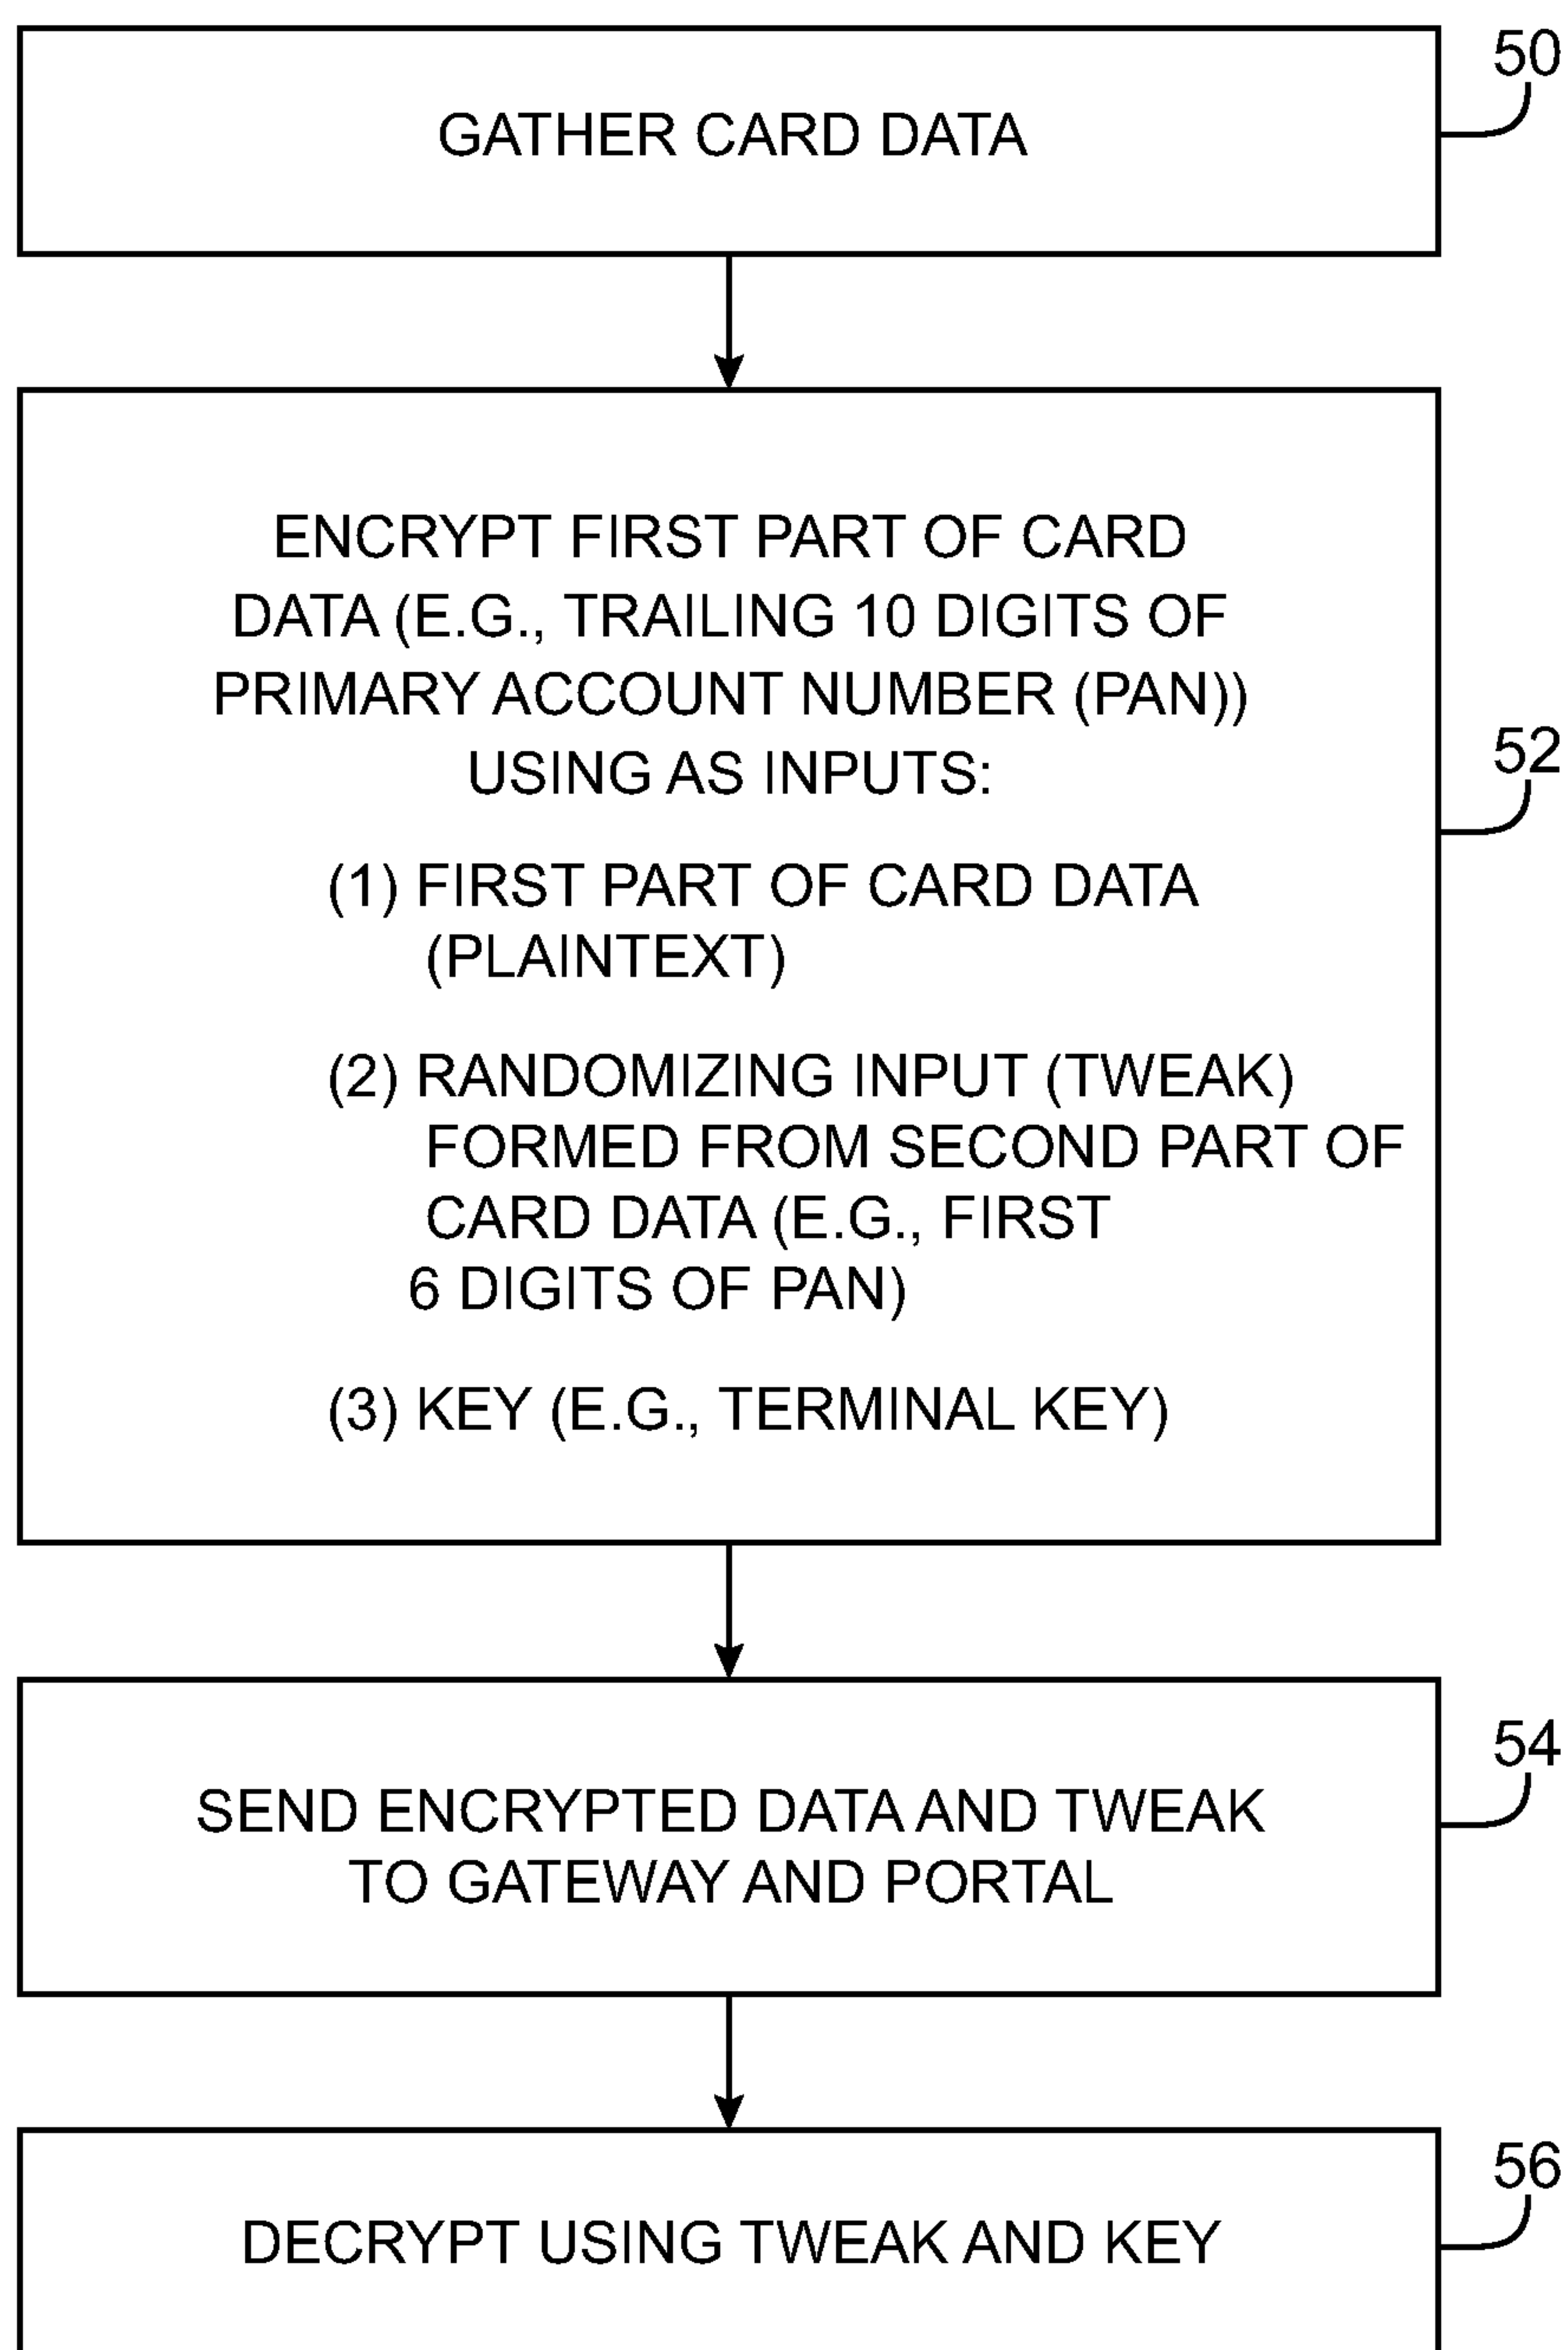 50
GATHER CARD DATA
ENCRYPT FIRST PART OF CARD
DATA (E.G., TRAILING 10 DIGITS OF
PRIMARY ACCOUNT NUMBER (PAN))
USING AS INPUTS:
52
(1) FIRST PART OF CARD DATA
(PLAINTEXT)
(2) RANDOMIZING INPUT (TWEAK)
FORMED FROM SECOND PART OF
CARD DATA (E.G., FIRST
6 DIGITS OF PAN)
(3) KEY (E.G., TERMINAL KEY)
54
SEND ENCRYPTED DATA AND TWEAK
TO GATEWAY AND PORTAL
56
DECRYPT USING TWEAK AND KEY